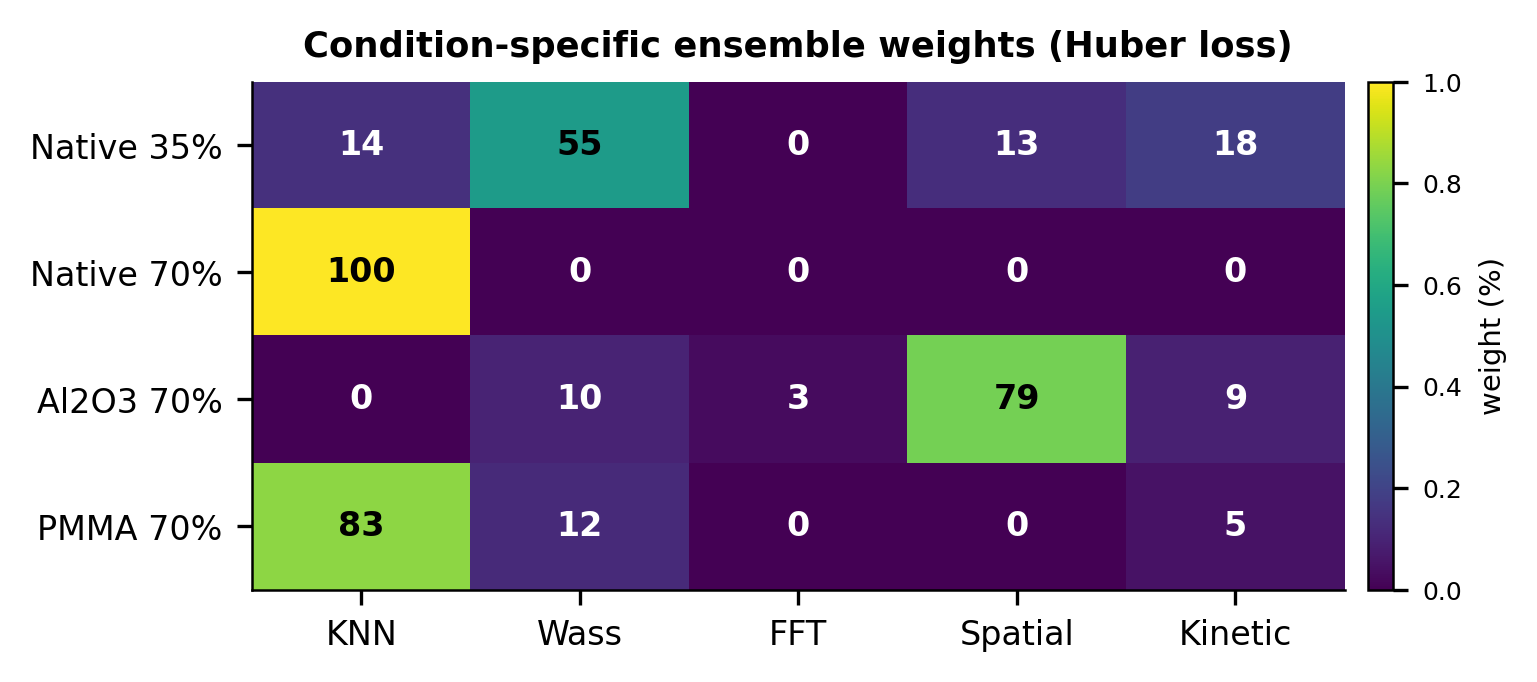 Condition-specific ensemble weights (Huber loss)
Native 35% 14 55 0 13 18
Native 70% 100 0 0 0 0
Al2O3 70% 0 10 3 79 9
PMMA 70% 83 12 0 0 5
KNN Wass FFT Spatial Kinetic
1.0
0.8
0.6
0.4
0.2
0.0
weight (%)